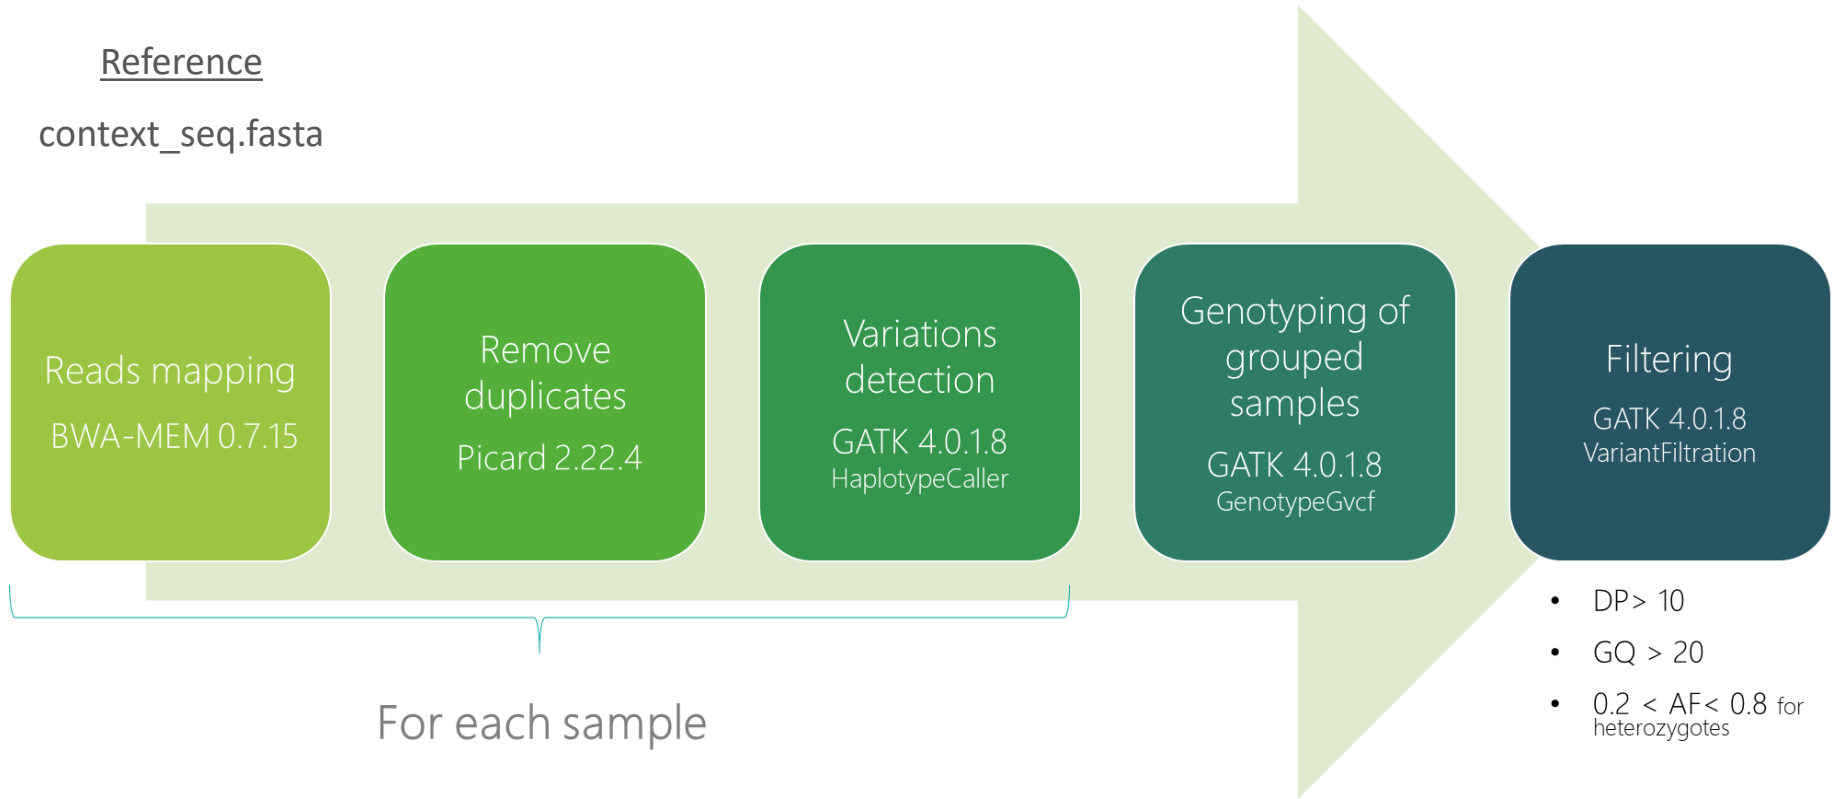 Reference
context_seq.fasta
Reads mapping
BWA-MEM 0.7.15
Remove
duplicates
Picard 2.22.4
Variations
detection
GATK 4.0.1.8
HaplotypeCaller
Genotyping of
grouped
samples
GATK 4.0.1.8
GenotypeGvcf
Filtering
GATK 4.0.1.8
VariantFiltration
• DP> 10
• GQ > 20
• 0.2 < AF< 0.8 for
heterozygotes
For each sample